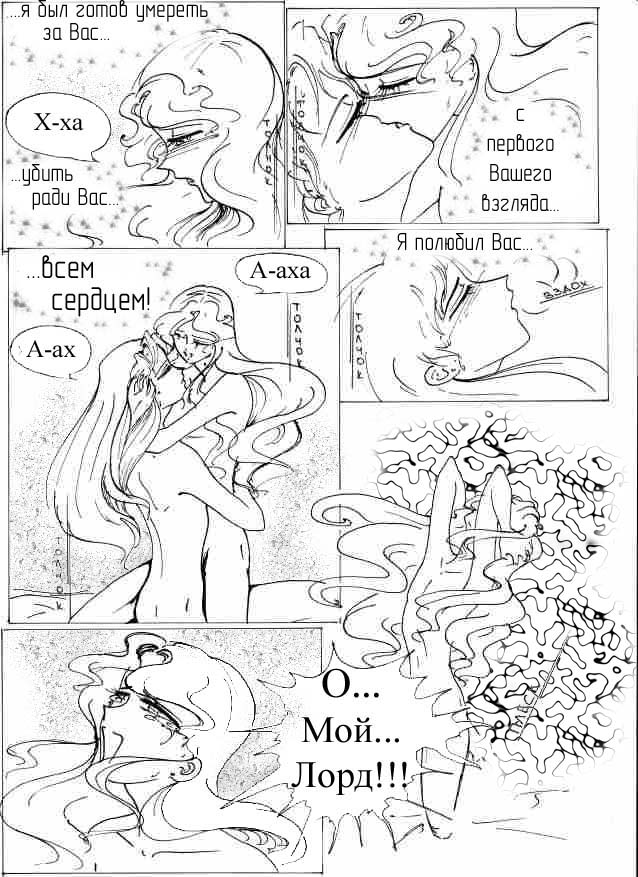 ...я был готов умереть
за Вас...
Х-ха
...убить
ради Вас...
толчок
толчок
с
первого
Вашего
взгляда...
Я полюбил Вас...
вздох
толчок
...всем
сердцем!
А-аха
А-ах
толчок
толчок
О...
Мой...
Лорд!!!